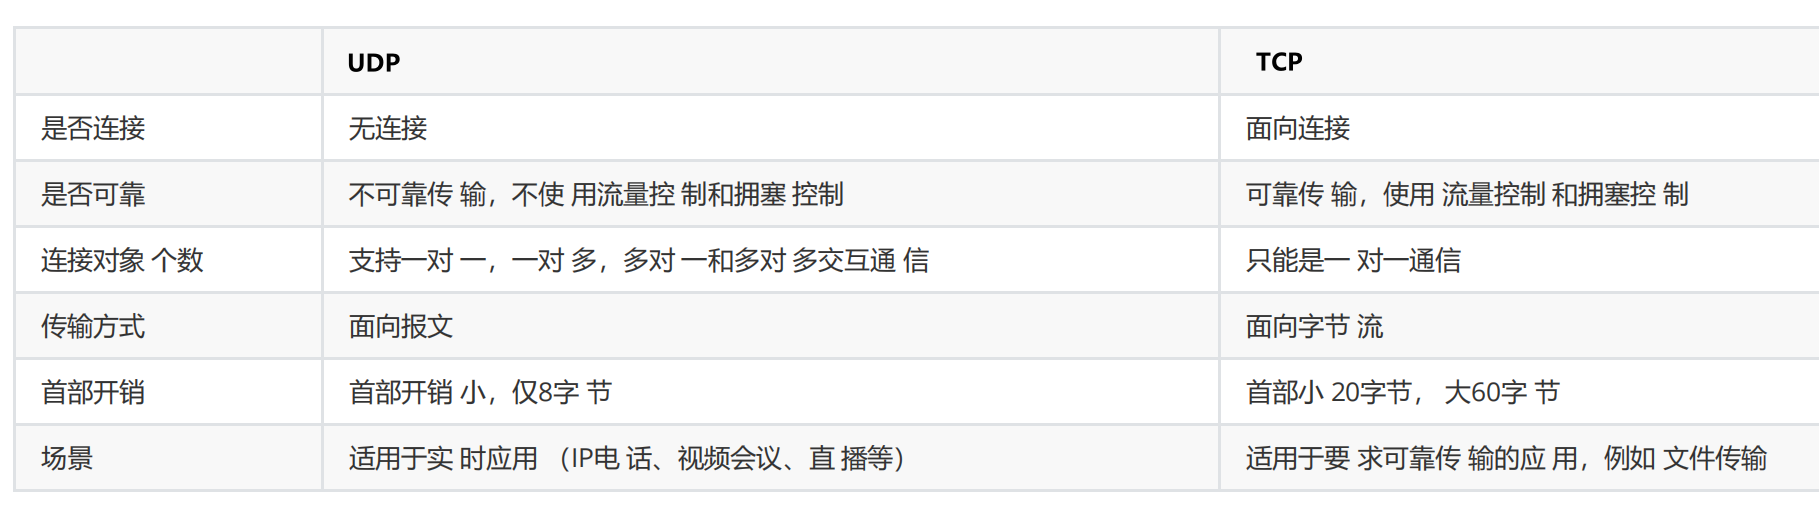 UDP TCP
是否连接 无连接 面向连接
是否可靠 不可靠传 输，不使 用流量控 制和拥塞 控制 可靠传 输，使用 流量控制 和拥塞控 制
连接对象 个数 支持一对 一，一对 多，多对 一和多对 多交互通 信 只能是一 对一通信
传输方式 面向报文 面向字节 流
首部开销 首部开销 小，仅8字 节 首部小 20字节， 大60字 节
场景 适用于实 时应用 （IP电 话、视频会议、直 播等） 适用于要 求可靠传 输的应 用，例如 文件传输